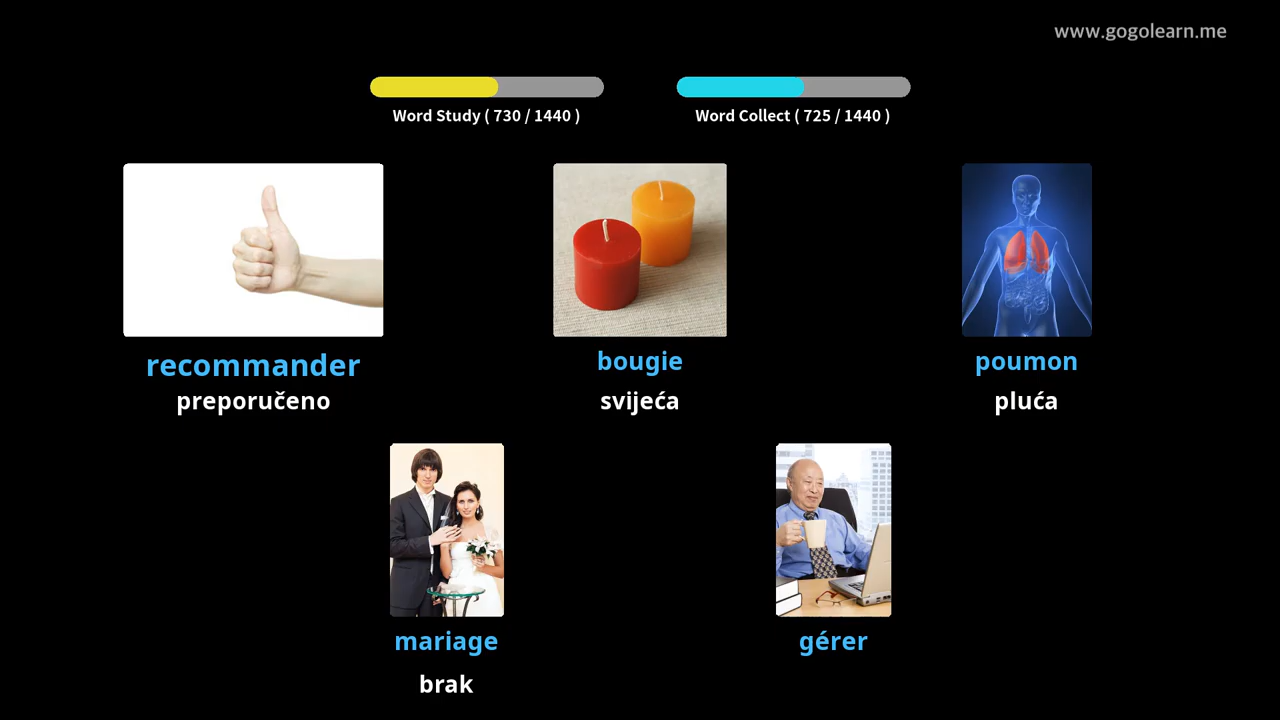 www.gogolearn.me
Word Study ( 730 / 1440 )
Word Collect ( 725 / 1440 )
recommander
preporučeno
bougie
svijeća
poumon
pluća
mariage
brak
gérer